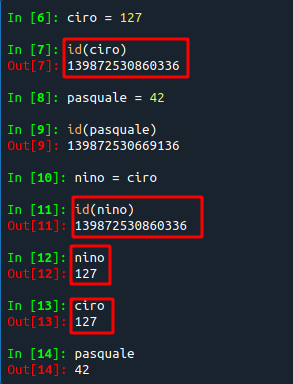 In [6]: ciro = 127
In [7]: id(ciro)
Out[7]: 139872530860336
In [8]: pasquale = 42
In [9]: id(pasquale)
Out[9]: 139872530669136
In [10]: nino = ciro
In [11]: id(nino)
Out[11]: 139872530860336
In [12]: nino
Out[12]: 127
In [13]: ciro
Out[13]: 127
In [14]: pasquale
Out[14]: 42